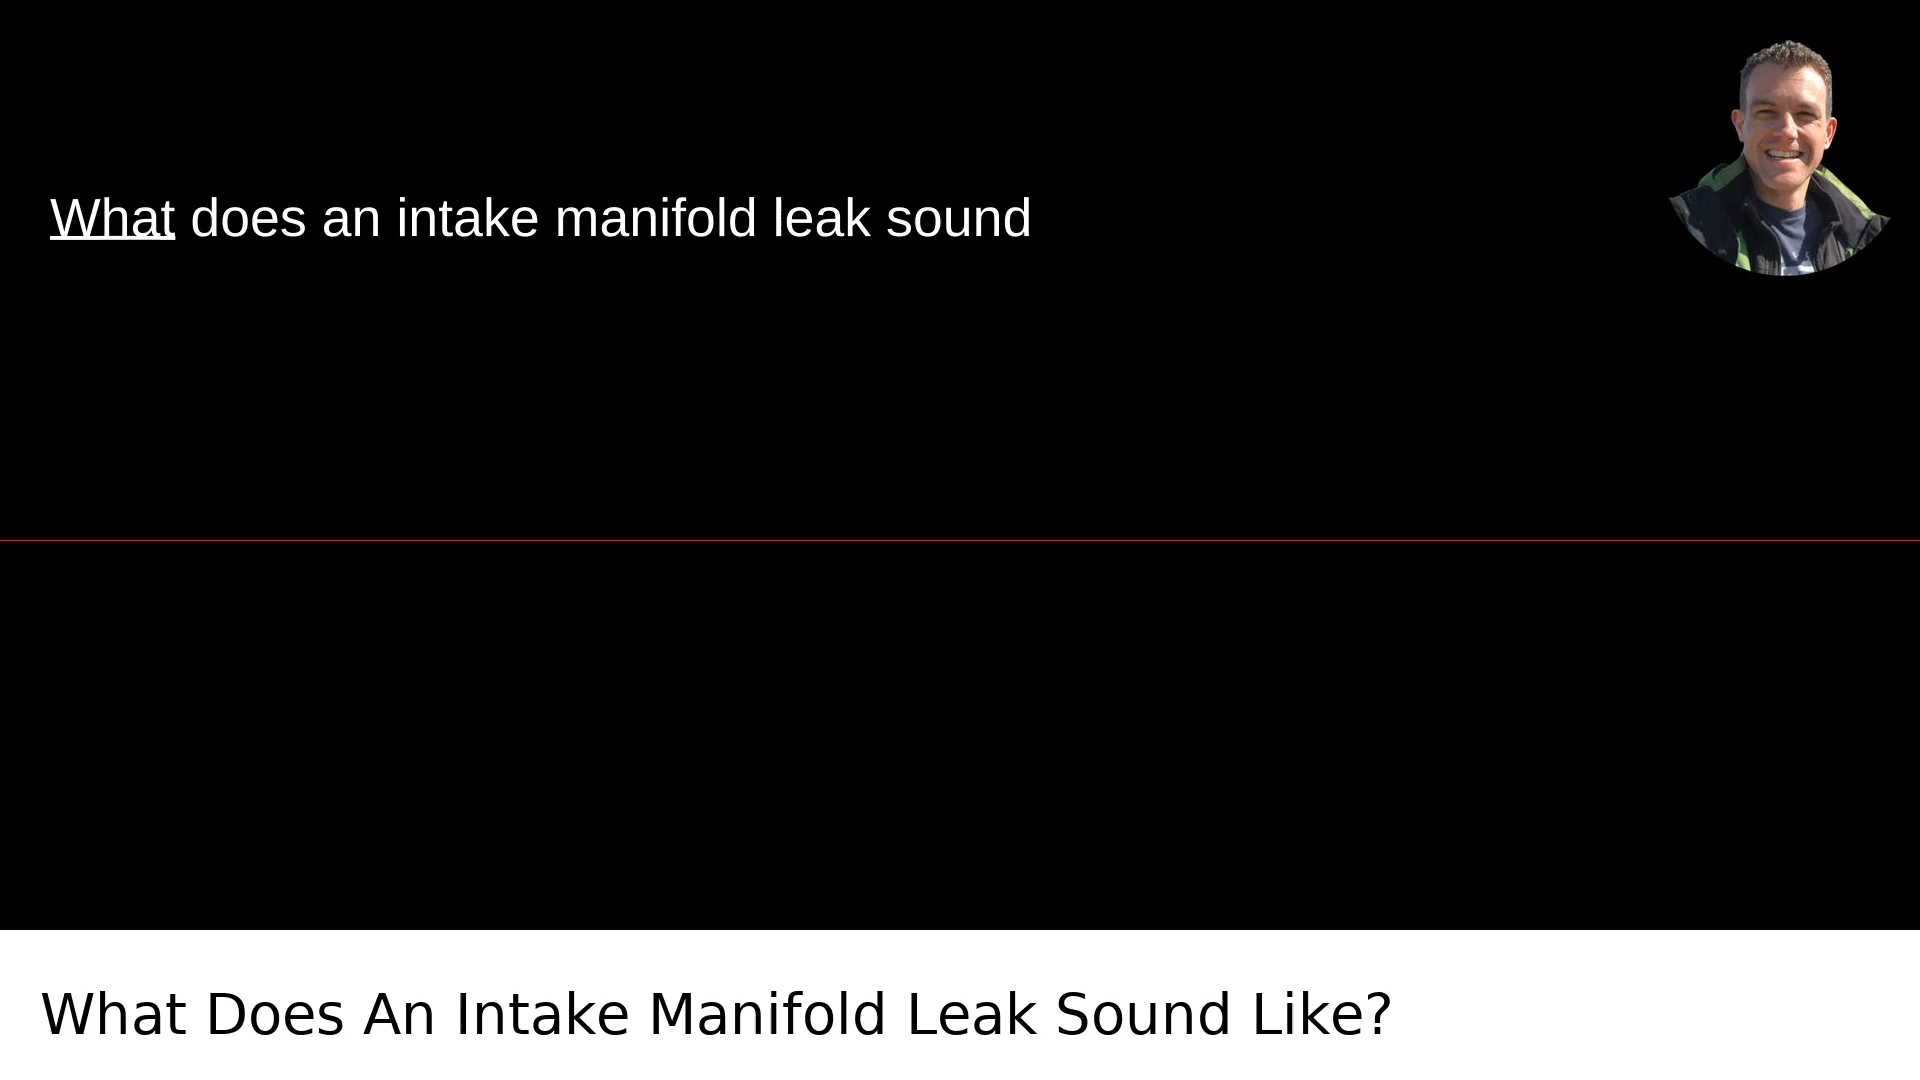 What does an intake manifold leak sound
What Does An Intake Manifold Leak Sound Like?